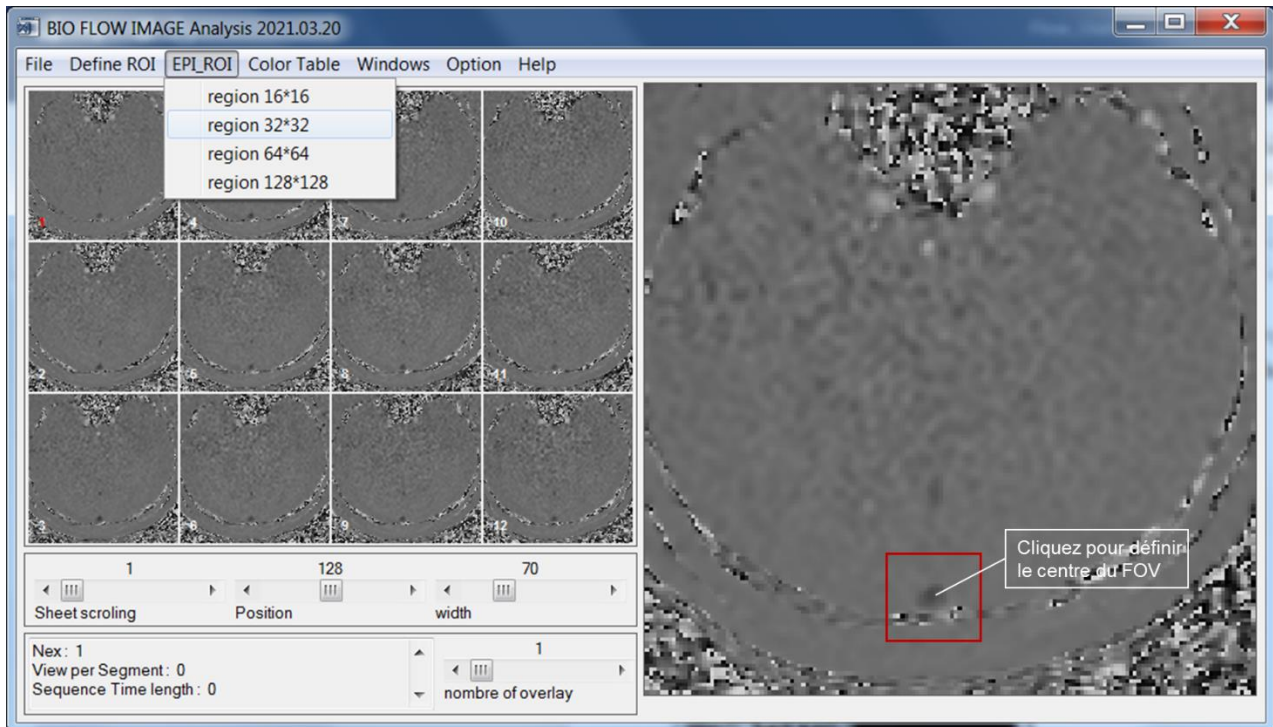 BIO FLOW IMAGE Analysis 2021.03.20
File Define ROI EPI_ROI Color Table Windows Option Help
region 16*16
region 32*32
region 64*64
region 128*128
1 4 7 10
2 5 8 11
3 6 9 12
Cliquez pour définir
le centre du FOV
1 128 70
Sheet scroling Position width
Nex: 1
View per Segment: 0
Sequence Time length: 0
1
nombre of overlay